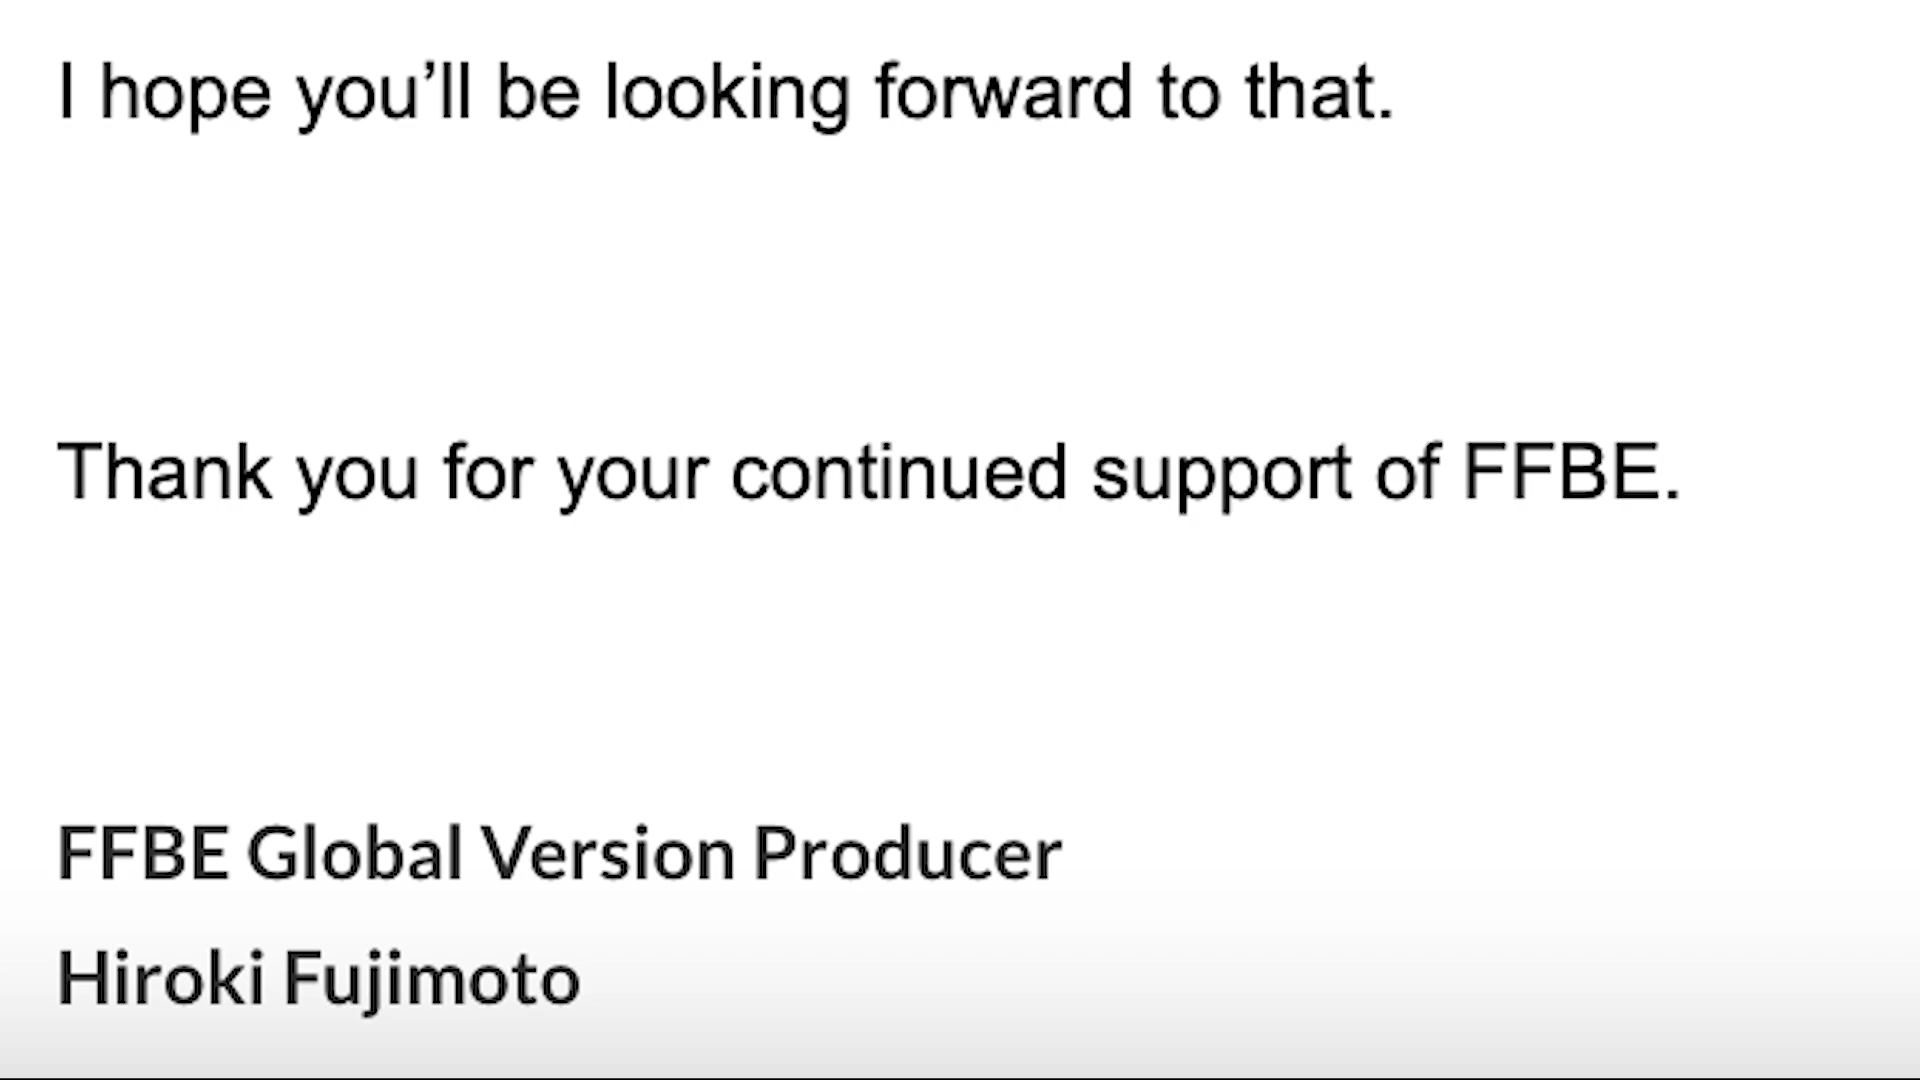 I hope you’ll be looking forward to that.
Thank you for your continued support of FFBE.
FFBE Global Version Producer
Hiroki Fujimoto